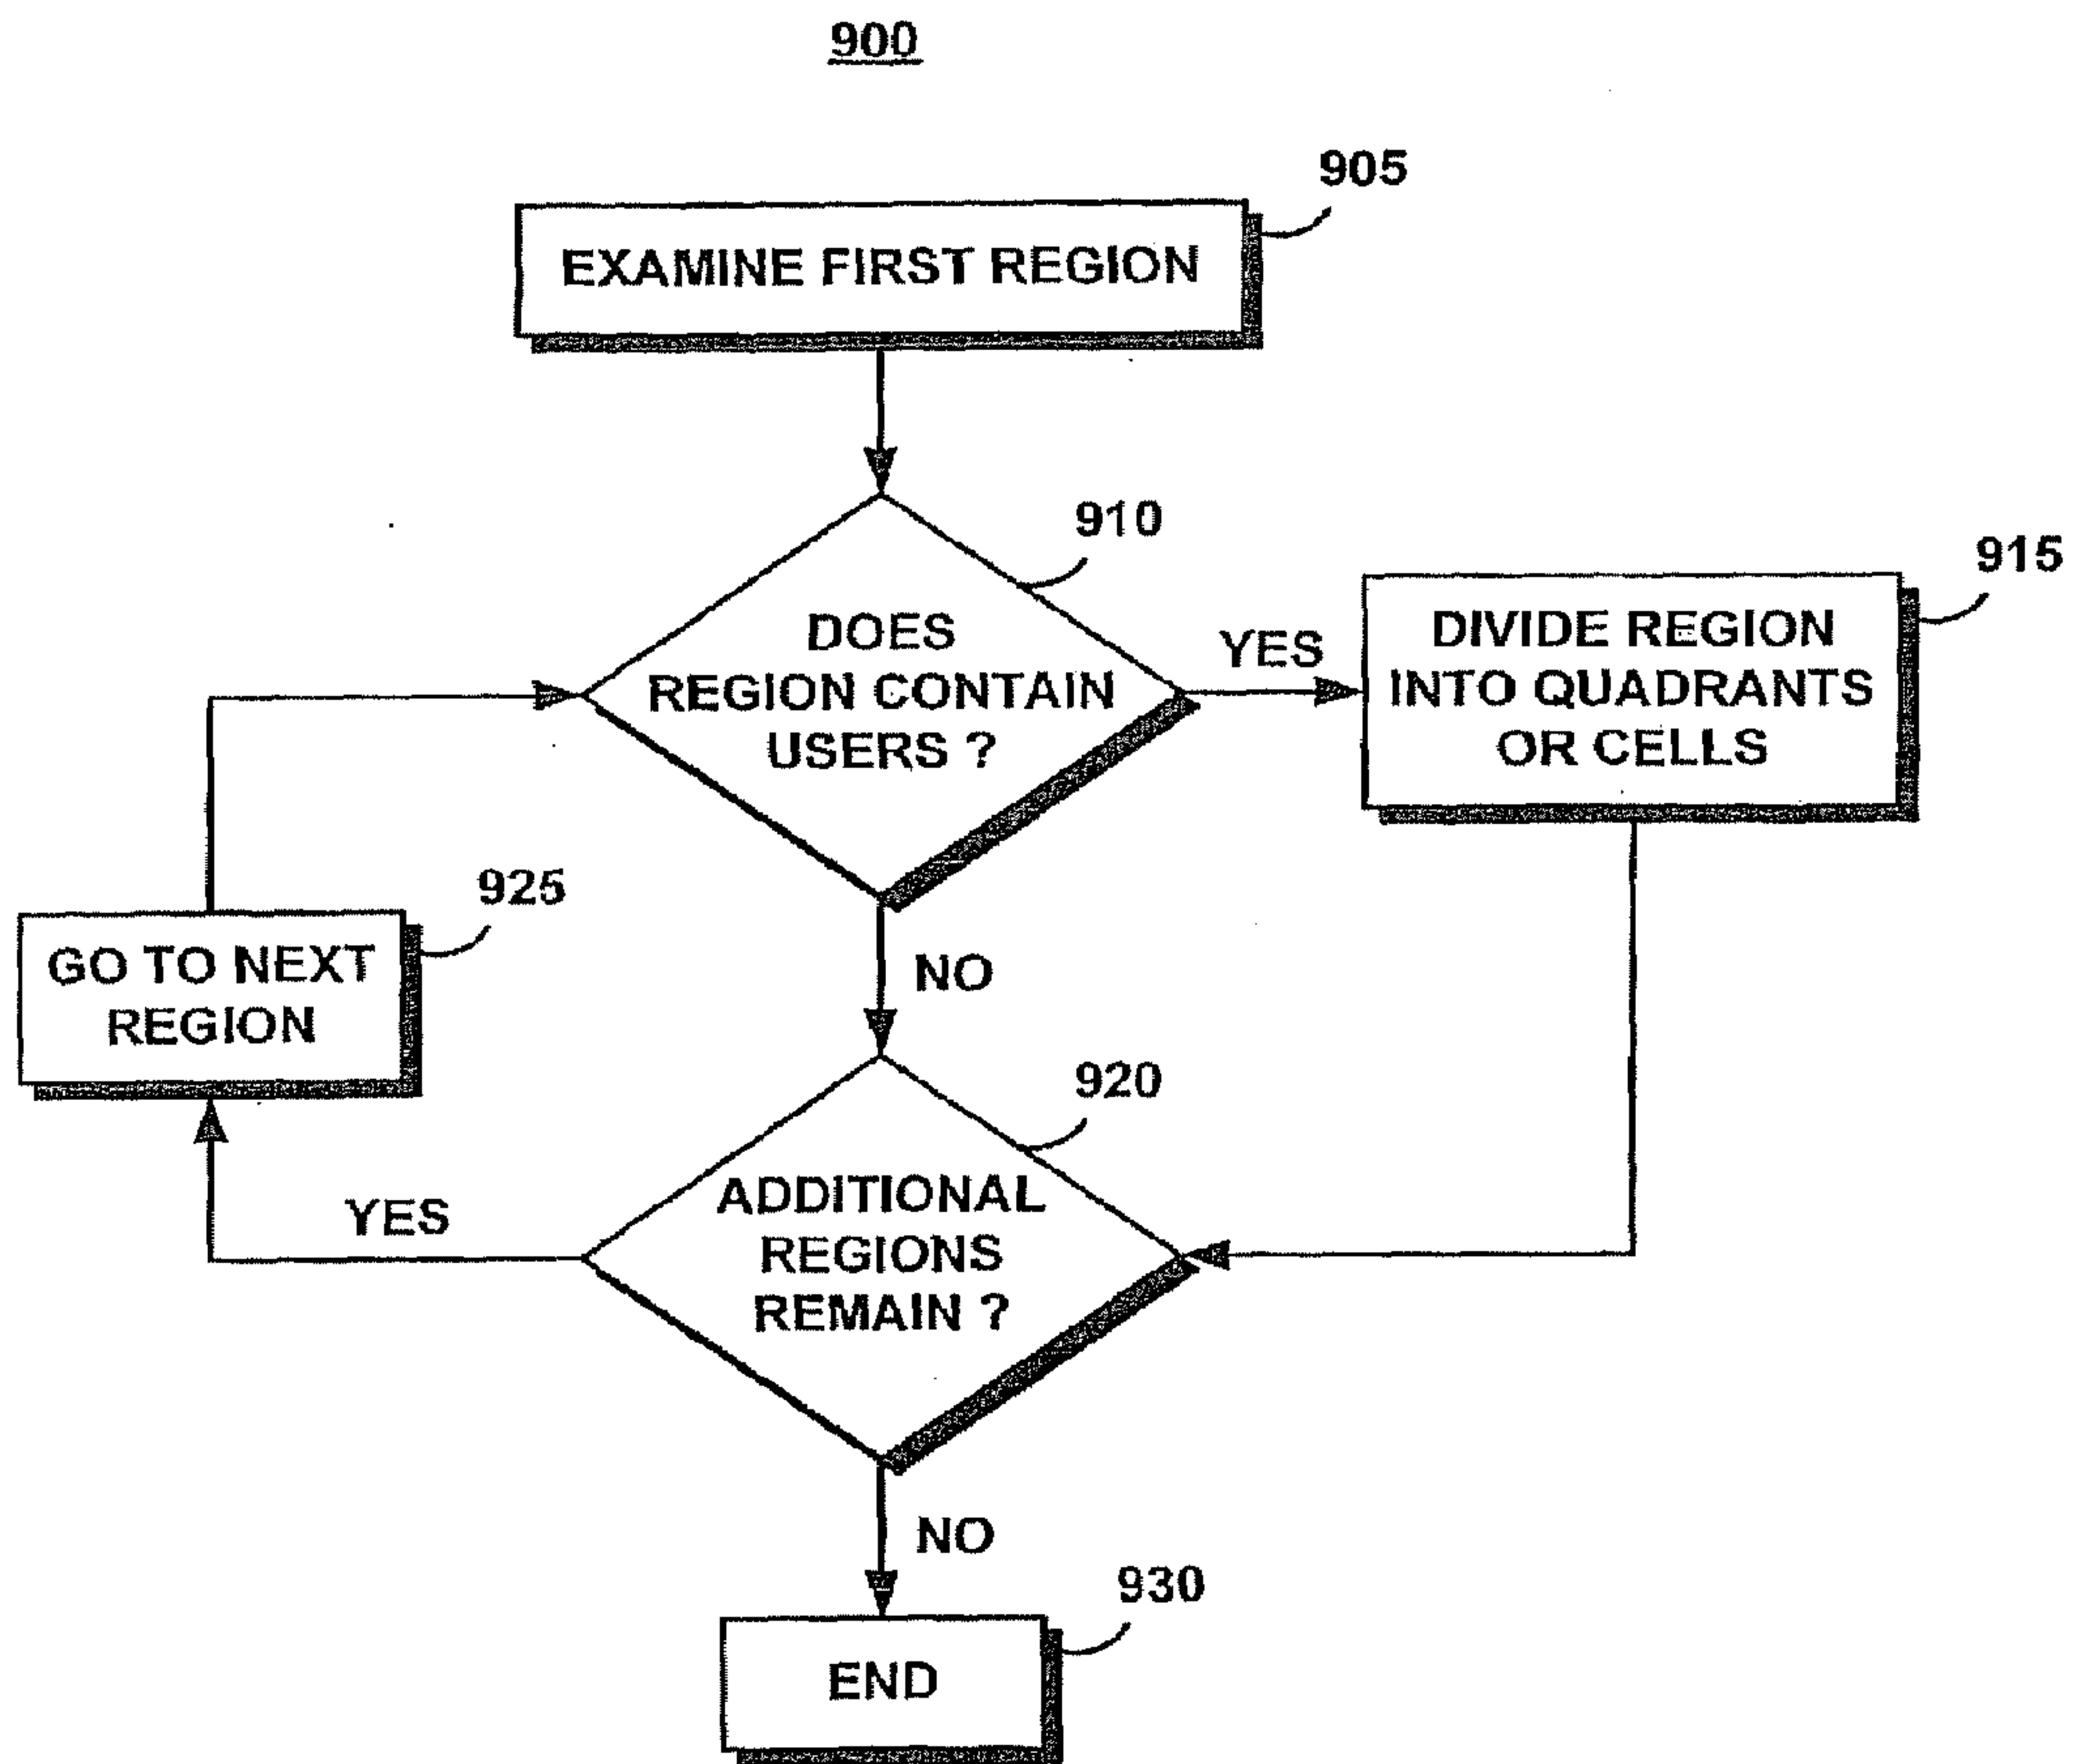 900
905
EXAMINE FIRST REGION
910
DOES
REGION CONTAIN
USERS ?
YES
915
DIVIDE REGION
INTO QUADRANTS
OR CELLS
925
GO TO NEXT
REGION
NO
920
ADDITIONAL
REGIONS
REMAIN ?
YES
NO
930
END